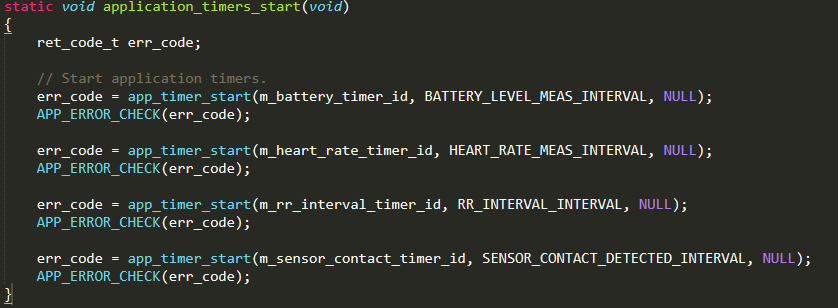 static void application_timers_start(void)
{
    ret_code_t err_code;

    // Start application timers.
    err_code = app_timer_start(m_battery_timer_id, BATTERY_LEVEL_MEAS_INTERVAL, NULL);
    APP_ERROR_CHECK(err_code);

    err_code = app_timer_start(m_heart_rate_timer_id, HEART_RATE_MEAS_INTERVAL, NULL);
    APP_ERROR_CHECK(err_code);

    err_code = app_timer_start(m_rr_interval_timer_id, RR_INTERVAL_INTERVAL, NULL);
    APP_ERROR_CHECK(err_code);

    err_code = app_timer_start(m_sensor_contact_timer_id, SENSOR_CONTACT_DETECTED_INTERVAL, NULL);
    APP_ERROR_CHECK(err_code);
}